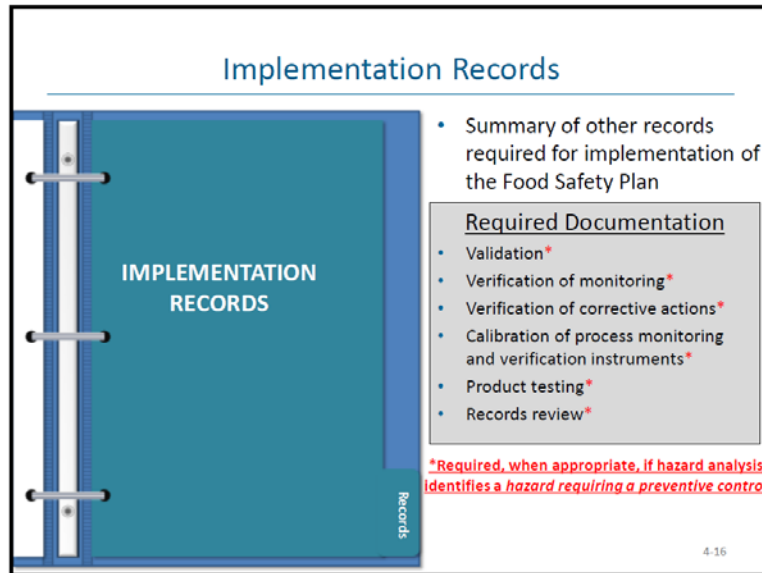 Implementation Records
IMPLEMENTATION
RECORDS
Records
• Summary of other records
required for implementation of
the Food Safety Plan
Required Documentation
• Validation*
• Verification of monitoring*
• Verification of corrective actions*
• Calibration of process monitoring
and verification instruments*
• Product testing*
• Records review*
*Required, when appropriate, if hazard analysis
identifies a hazard requiring a preventive contro
4-16